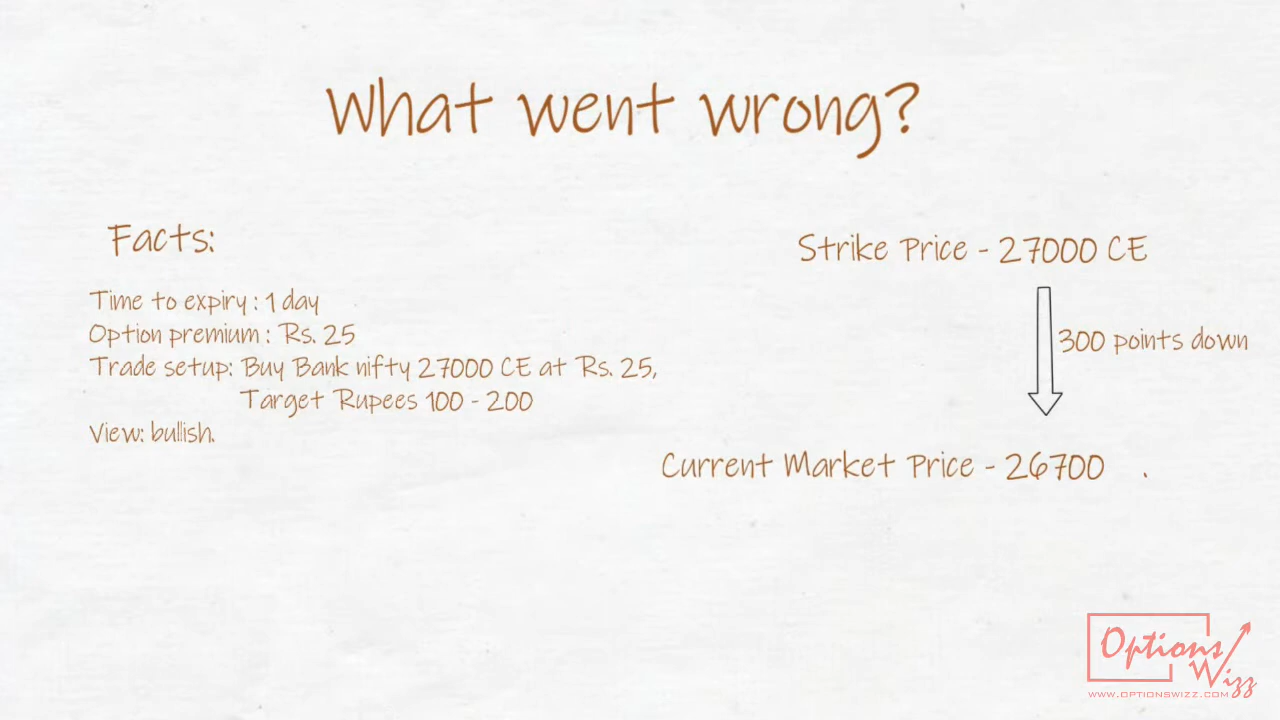 What went wrong?
Facts:
Time to expiry : 1 day
Option premium : Rs. 25
Trade setup: Buy Bank nifty 27000 CE at Rs. 25,
Target Rupees 100 - 200
View: bullish.
Strike Price - 27000 CE
300 points down
Current Market Price - 26700 .
Options
Wizz
WWW.OPTIONSWIZZ.COM